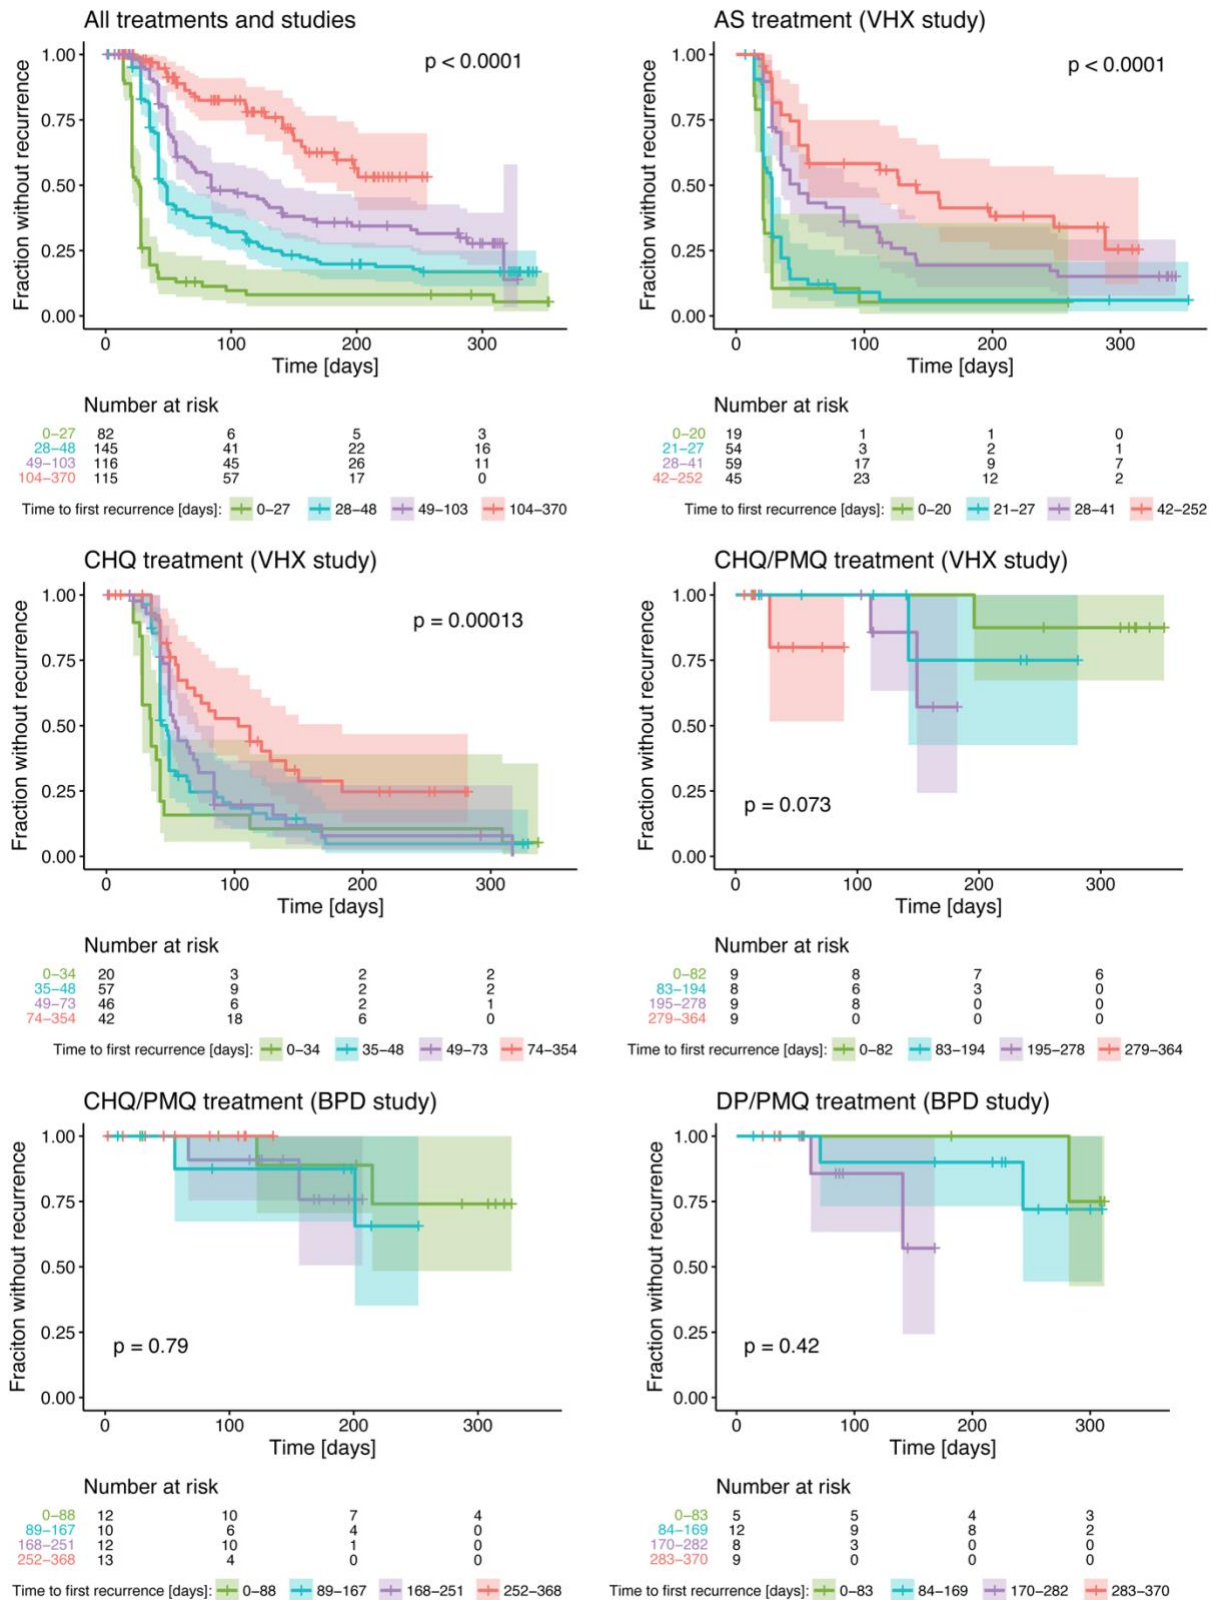 All treatments and studies
p < 0.0001
Fraction without recurrence
1.00
0.75
0.50
0.25
0.00
0 100 200 300
Time [days]
Number at risk
0–27 82 6 5 3
28–48 145 41 22 16
49–103 116 45 26 11
104–370 115 57 17 0
Time to first recurrence [days]: 0–27 28–48 49–103 104–370
AS treatment (VHX study)
p < 0.0001
Fraciton without recurrence
1.00
0.75
0.50
0.25
0.00
0 100 200 300
Time [days]
Number at risk
0–20 19 1 1 0
21–27 54 3 2 1
28–41 59 17 9 7
42–252 45 23 12 2
Time to first recurrence [days]: 0–20 21–27 28–41 42–252
CHQ treatment (VHX study)
p = 0.00013
Fraction without recurrence
1.00
0.75
0.50
0.25
0.00
0 100 200 300
Time [days]
Number at risk
0–34 20 3 2 2
35–48 57 9 2 2
49–73 46 6 2 1
74–354 42 18 6 0
Time to first recurrence [days]: 0–34 35–48 49–73 74–354
CHQ/PMQ treatment (VHX study)
p = 0.073
Fraction without recurrence
1.00
0.75
0.50
0.25
0.00
0 100 200 300
Time [days]
Number at risk
0–82 9 8 7 6
83–194 8 6 3 0
195–278 9 8 0 0
279–364 9 0 0 0
Time to first recurrence [days]: 0–82 83–194 195–278 279–364
CHQ/PMQ treatment (BPD study)
p = 0.79
Fraciton without recurrence
1.00
0.75
0.50
0.25
0.00
0 100 200 300
Time [days]
Number at risk
0–88 12 10 7 4
89–167 10 6 4 0
168–251 12 10 1 0
252–368 13 4 0 0
Time to first recurrence [days]: 0–88 89–167 168–251 252–368
DP/PMQ treatment (BPD study)
p = 0.42
Fraction without recurrence
1.00
0.75
0.50
0.25
0.00
0 100 200 300
Time [days]
Number at risk
0–83 5 5 4 3
84–169 12 9 8 2
170–282 8 3 0 0
283–370 9 0 0 0
Time to first recurrence [days]: 0–83 84–169 170–282 283–370